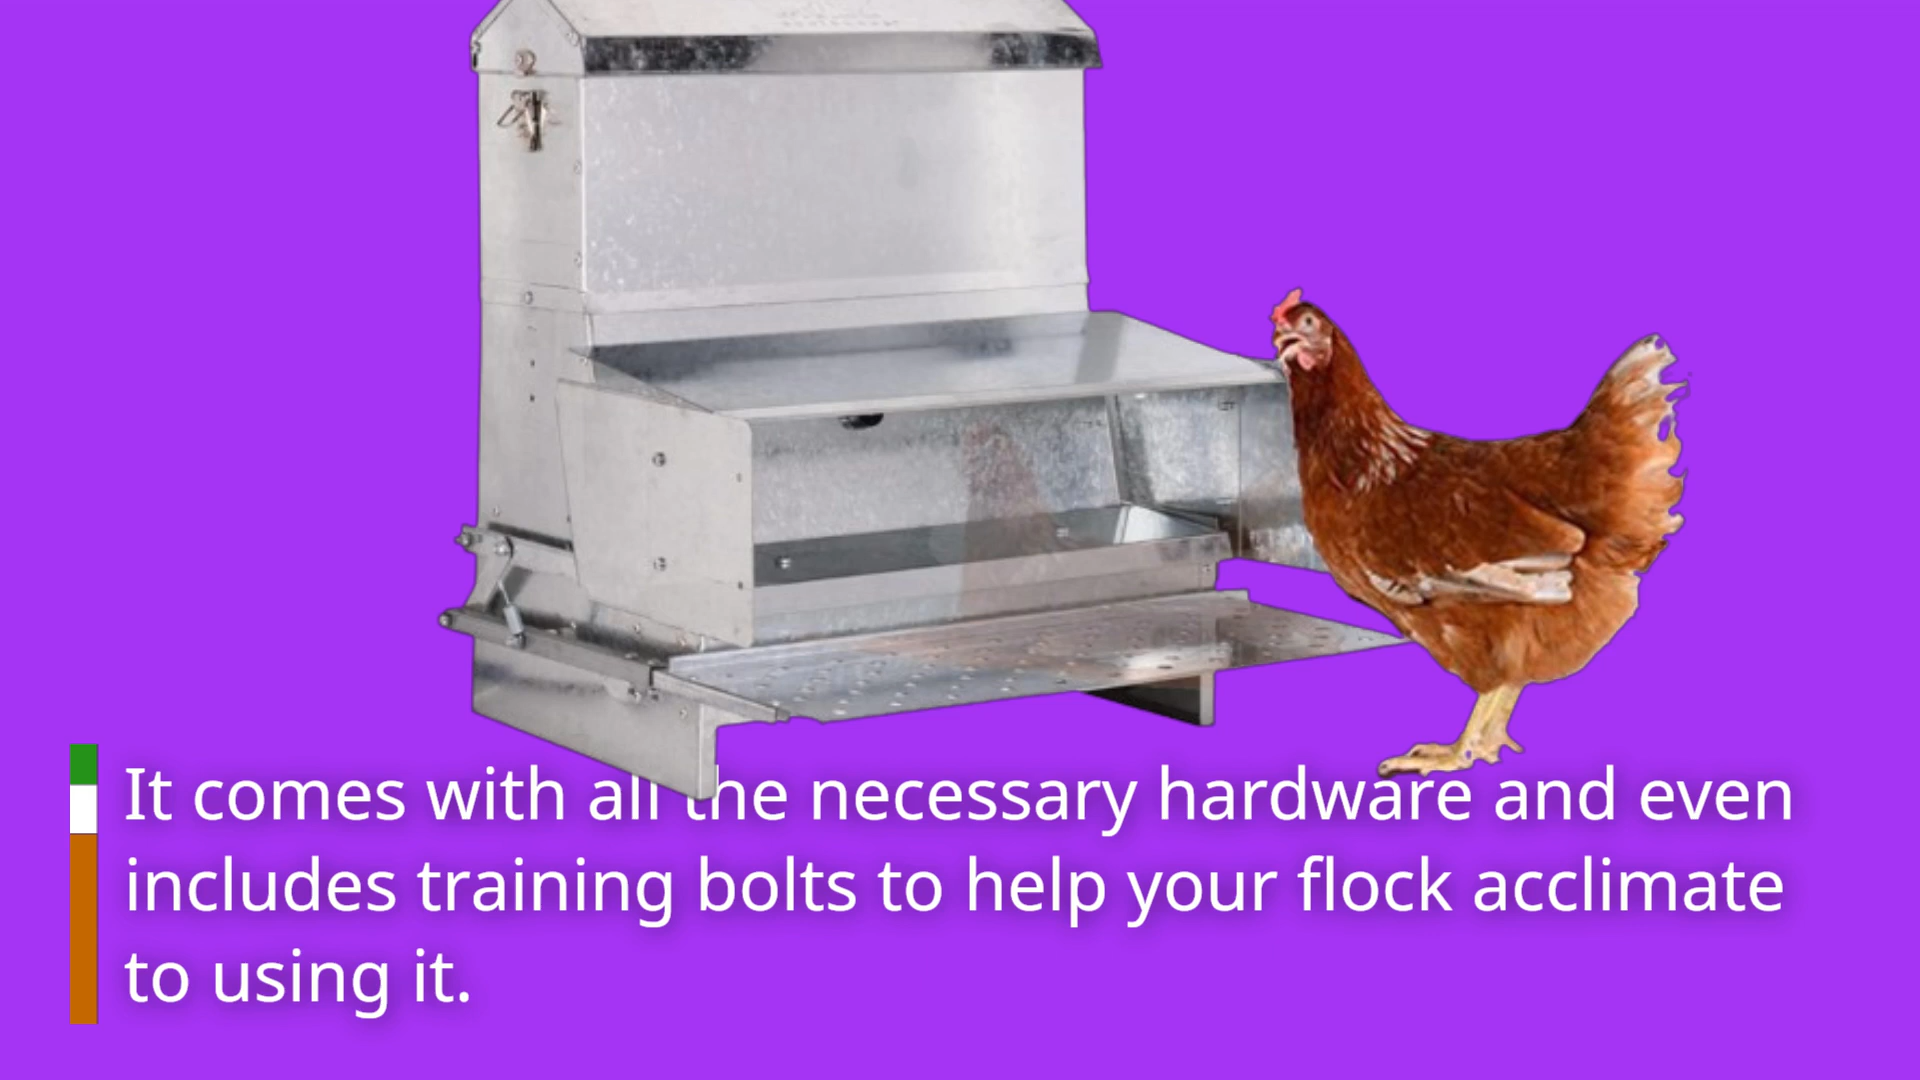 It comes with all the necessary hardware and even
includes training bolts to help your flock acclimate
to using it.